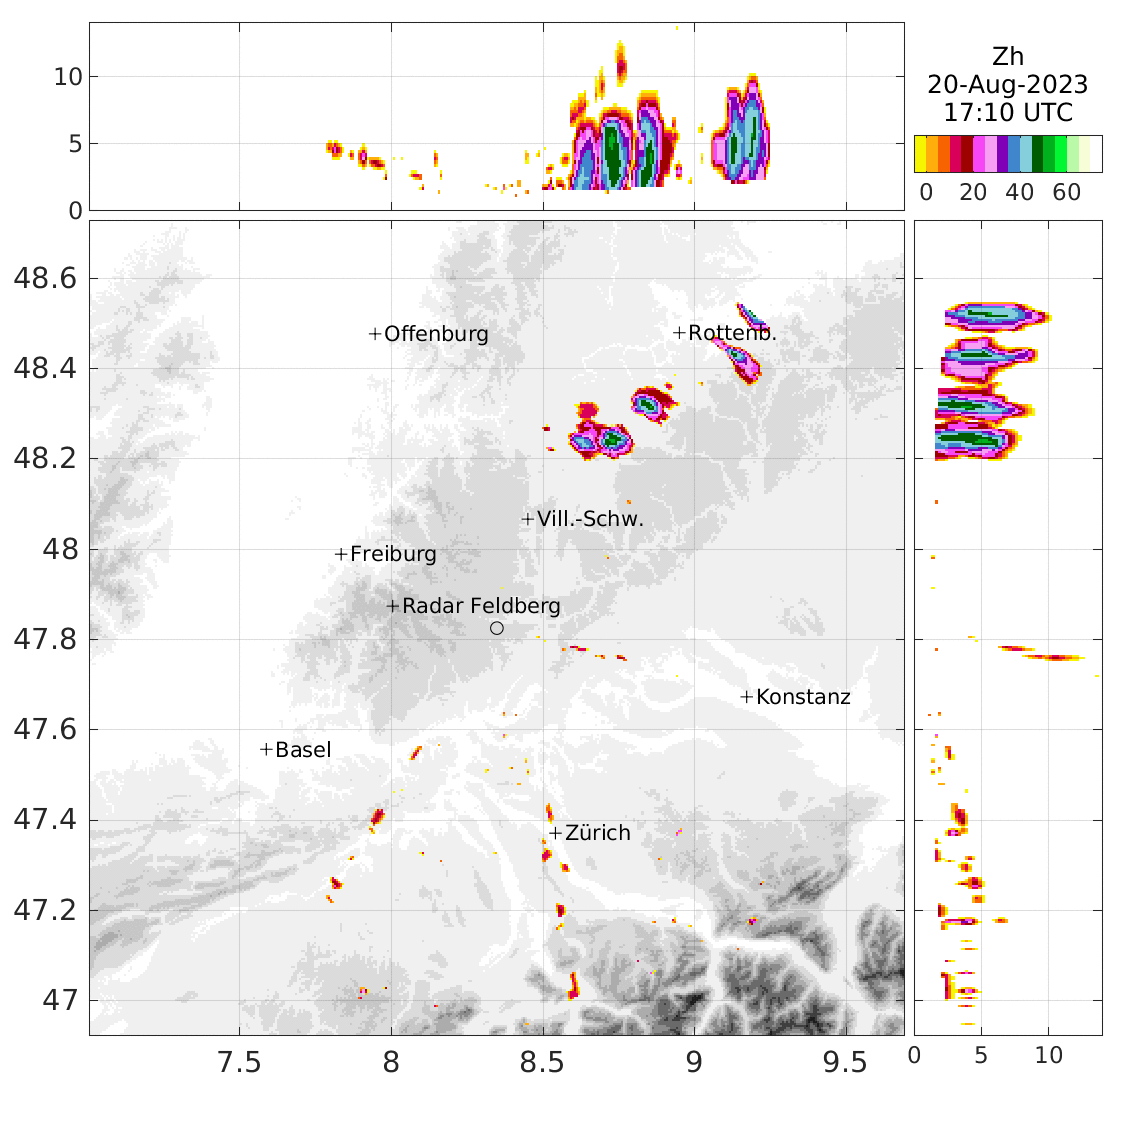 10
5
0
Zh
20-Aug-2023
17:10 UTC
0 20 40 60
48.6
48.4
48.2
48
47.8
47.6
47.4
47.2
47
+Offenburg
+Rottenb.
+Vill.-Schw.
+Freiburg
+Radar Feldberg
+Konstanz
+Basel
+Zürich
7.5 8 8.5 9 9.5
0 5 10